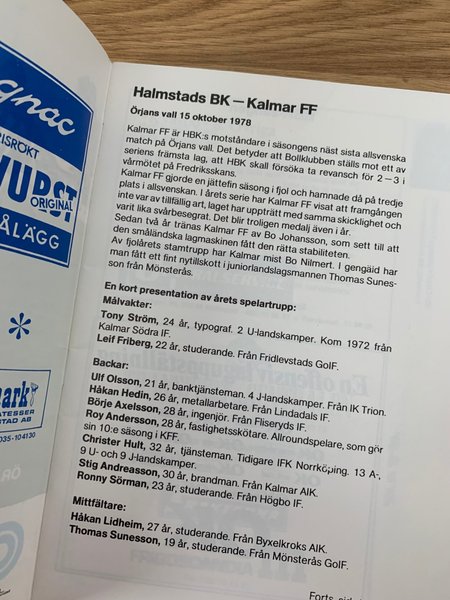 gnac
RISRÖKT
WURST
ORIGINAL
ÅLÄGG
ark
ATESSER
STAD AB
035-104130
Halmstads BK – Kalmar FF
Örjans vall 15 oktober 1978
Kalmar FF är HBK:s motståndare i säsongens näst sista allsvenska
match på Örjans vall. Det betyder att Bollklubben ställs mot ett av
seriens främsta lag, att HBK skall försöka ta revansch för 2–3 i
vårmötet på Fredriksskans.
Kalmar FF gjorde en jättefin säsong i fjol och hamnade då på tredje
plats i allsvenskan. I årets serie har Kalmar FF visat att framgången
inte var av tillfällig art, laget har uppträtt med samma skicklighet och
varit lika svårbesegrat. Det blir troligen medalj även i år.
Sedan två år tränas Kalmar FF av Bo Johansson, som sett till att
den småländska lagmaskinen fått den rätta stabiliteten.
Av fjolårets stamtrupp har Kalmar mist Bo Nilmert. I gengäld har
man fått ett fint nytillskott i juniorlandslagsmannen Thomas Sunes-
son från Mönsterås.
En kort presentation av årets spelartrupp:
Målvakter:
Tony Ström, 24 år, typograf. 2 U-landskamper. Kom 1972 från
Kalmar Södra IF.
Leif Friberg, 22 år, studerande. Från Fridlevstads GoIF.
Backar:
Ulf Olsson, 21 år, banktjänsteman. 4 J-landskamper. Från IK Trion.
Håkan Hedin, 26 år, metallarbetare. Från Lindadals IF.
Börje Axelsson, 28 år, ingenjör. Från Fliseryds IF.
Roy Andersson, 28 år, fastighetsskötare. Allroundspelare, som gör
sin 10:e säsong i KFF.
Christer Hult, 32 år, tjänsteman. Tidigare IFK Norrköping. 13 A-,
9 U- och 9 J-landskamper.
Stig Andreasson, 30 år, brandman. Från Kalmar AIK.
Ronny Sörman, 23 år, studerande. Från Högbo IF.
Mittfältare:
Håkan Lidheim, 27 år, studerande. Från Byxelkroks AIK.
Thomas Sunesson, 19 år, studerande. Från Mönsterås GoIF.